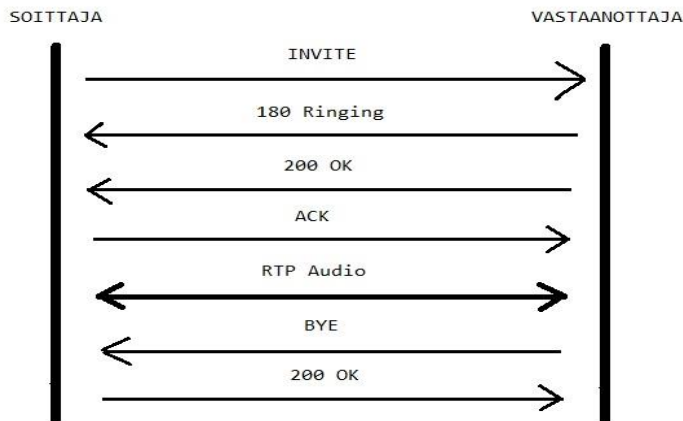 SOITTAJA VASTAANOTTAJA
INVITE
180 Ringing
200 OK
ACK
RTP Audio
BYE
200 OK